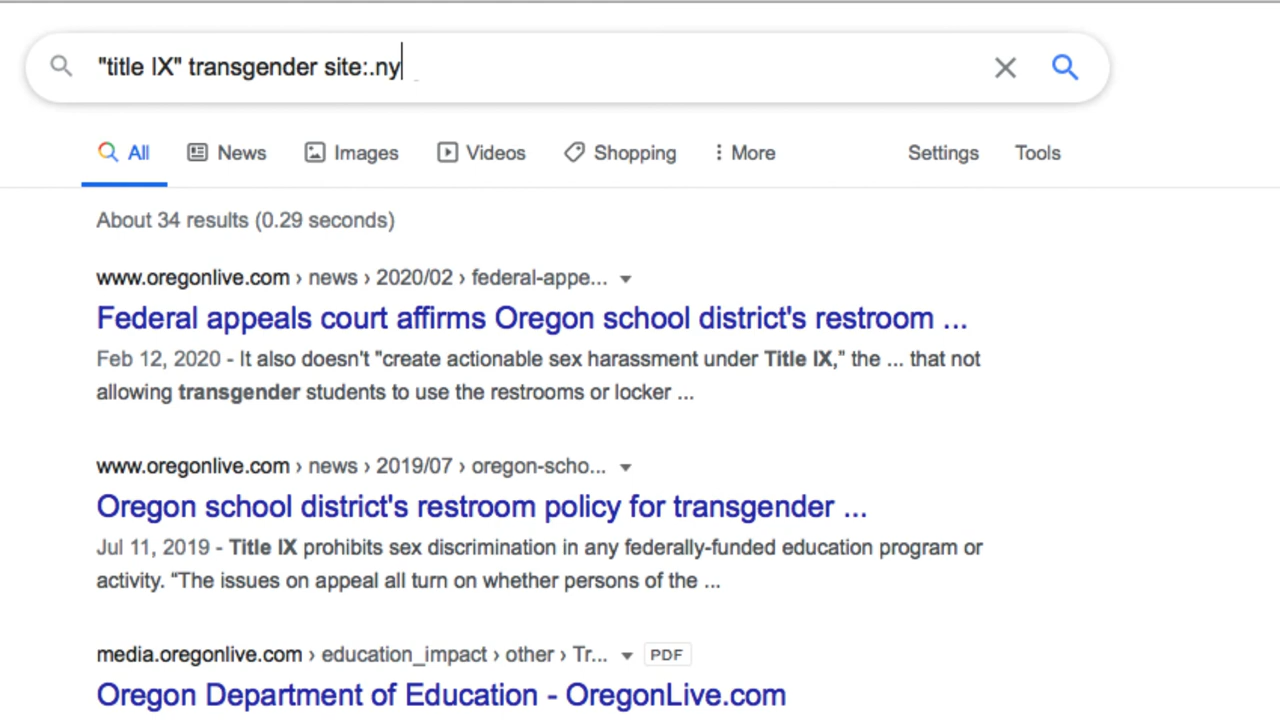 "title IX" transgender site:.ny
All News Images Videos Shopping More Settings Tools
About 34 results (0.29 seconds)
www.oregonlive.com › news › 2020/02 › federal-appe...
Federal appeals court affirms Oregon school district's restroom ...
Feb 12, 2020 - It also doesn't "create actionable sex harassment under Title IX,” the ... that not
allowing transgender students to use the restrooms or locker ...
www.oregonlive.com › news › 2019/07 › oregon-scho...
Oregon school district's restroom policy for transgender ...
Jul 11, 2019 - Title IX prohibits sex discrimination in any federally-funded education program or
activity. “The issues on appeal all turn on whether persons of the ...
media.oregonlive.com › education_impact › other › Tr... PDF
Oregon Department of Education - OregonLive.com